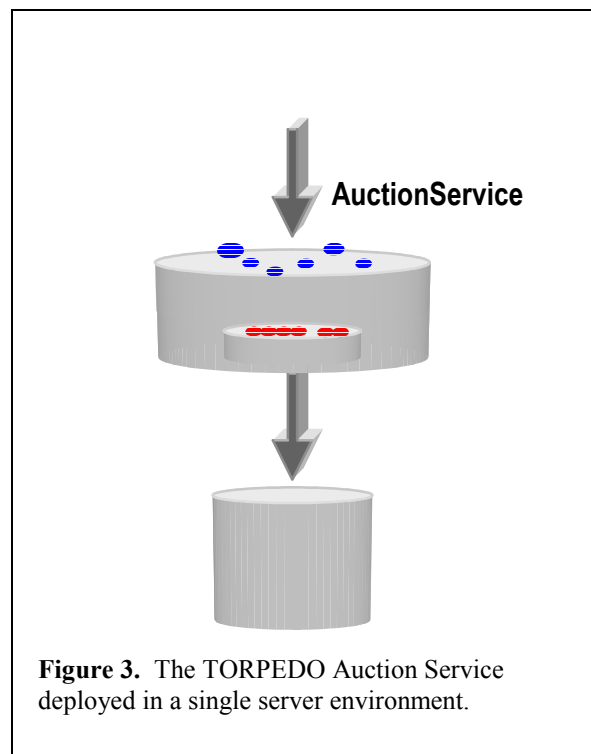 AuctionService
Figure 3. The TORPEDO Auction Service
deployed in a single server environment.